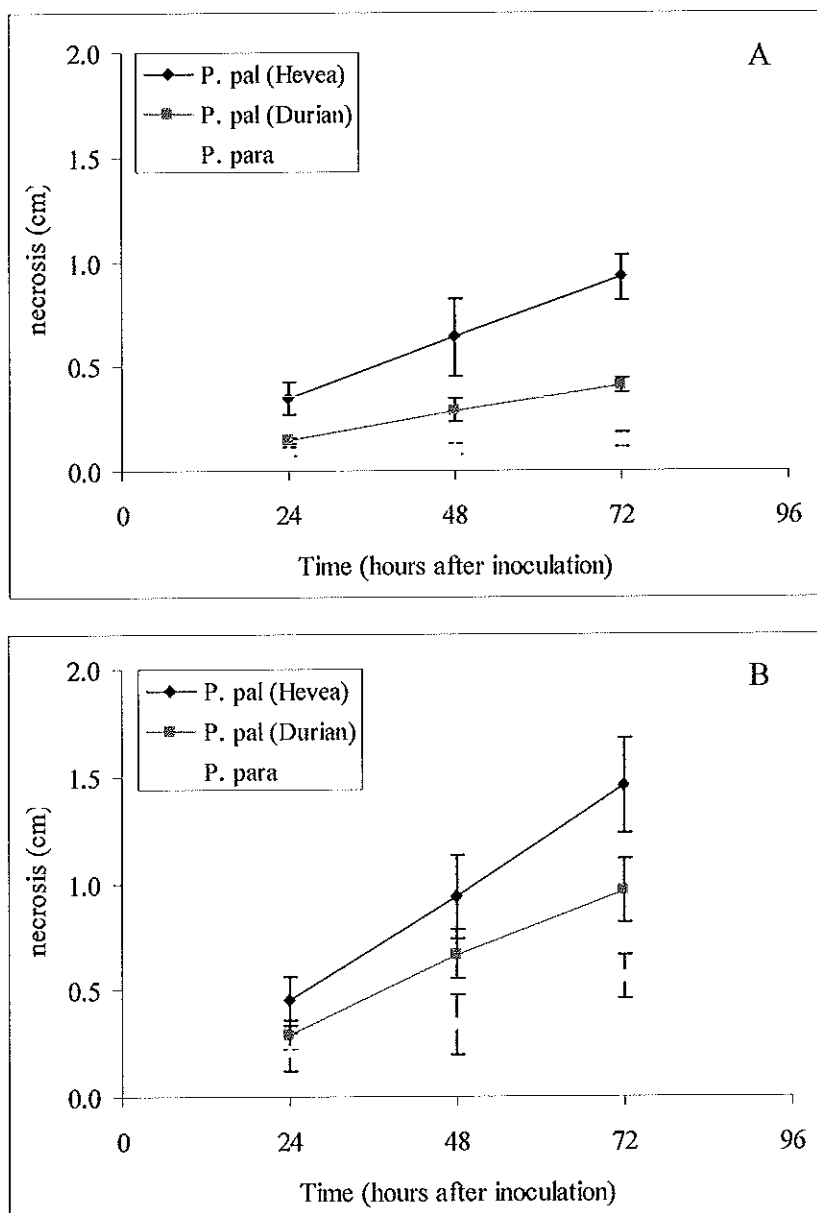 A
P. pal (Hevea)
P. pal (Durian)
P. para
2.0
1.5
1.0
0.5
0.0
necrosis (cm)
0 24 48 72 96
Time (hours after inoculation)
B
P. pal (Hevea)
P. pal (Durian)
P. para
2.0
1.5
1.0
0.5
0.0
necrosis (cm)
0 24 48 72 96
Time (hours after inoculation)